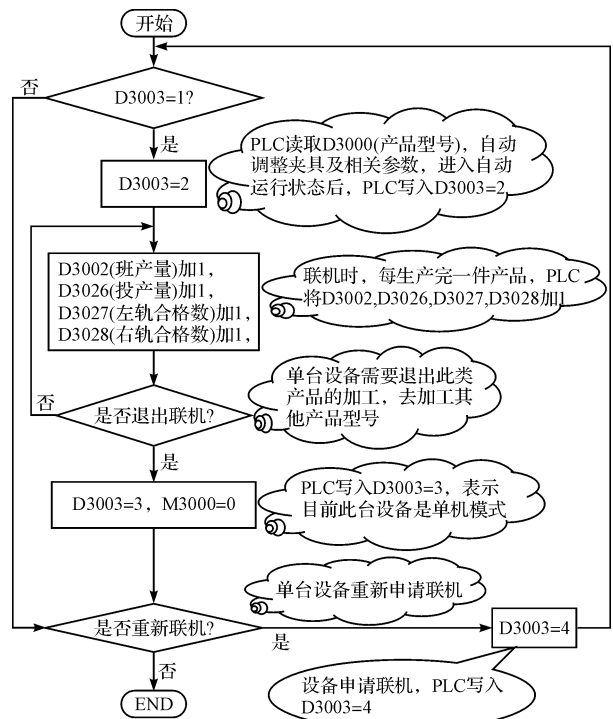 开始
否
D3003=1?
是
PLC读取D3000(产品型号)，自动
调整夹具及相关参数，进入自动
运行状态后，PLC写入D3003=2
D3003=2
D3002(班产量)加1，
D3026(投产量)加1，
D3027(左轨合格数)加1，
D3028(右轨合格数)加1，
联机时，每生产完一件产品，PLC
将D3002,D3026,D3027,D3028加1
单台设备需要退出此类
产品的加工，去加工其
他产品型号
否
是否退出联机?
是
D3003=3，M3000=0
PLC写入D3003=3，表示
目前此台设备是单机模式
单台设备重新申请联机
是否重新联机?
是
D3003=4
否
设备申请联机，PLC写入
D3003=4
END